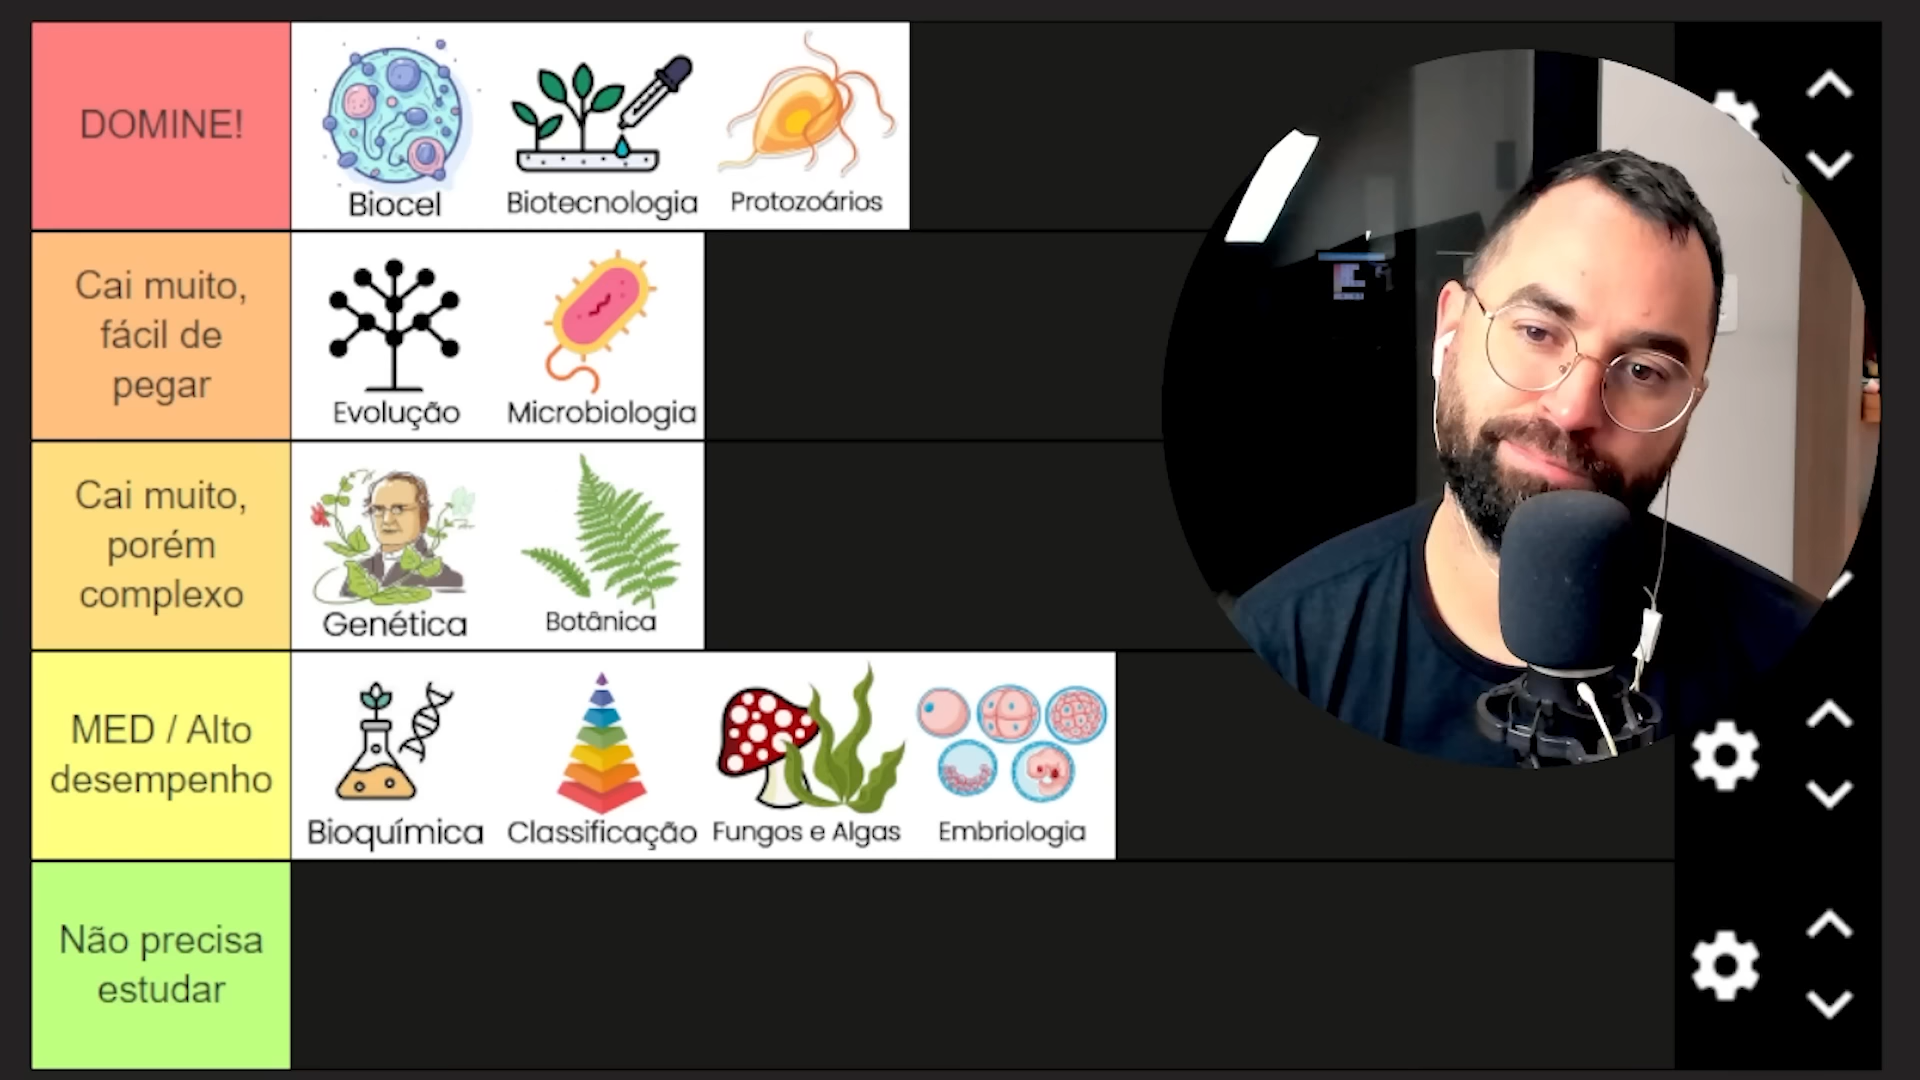 DOMINE!
Biocel
Biotecnologia
Protozoários
Cai muito,
fácil de
pegar
Evolução
Microbiologia
Cai muito,
porém
complexo
Genética
Botânica
MED / Alto
desempenho
Bioquímica
Classificação
Fungos e Algas
Embriologia
Não precisa
estudar